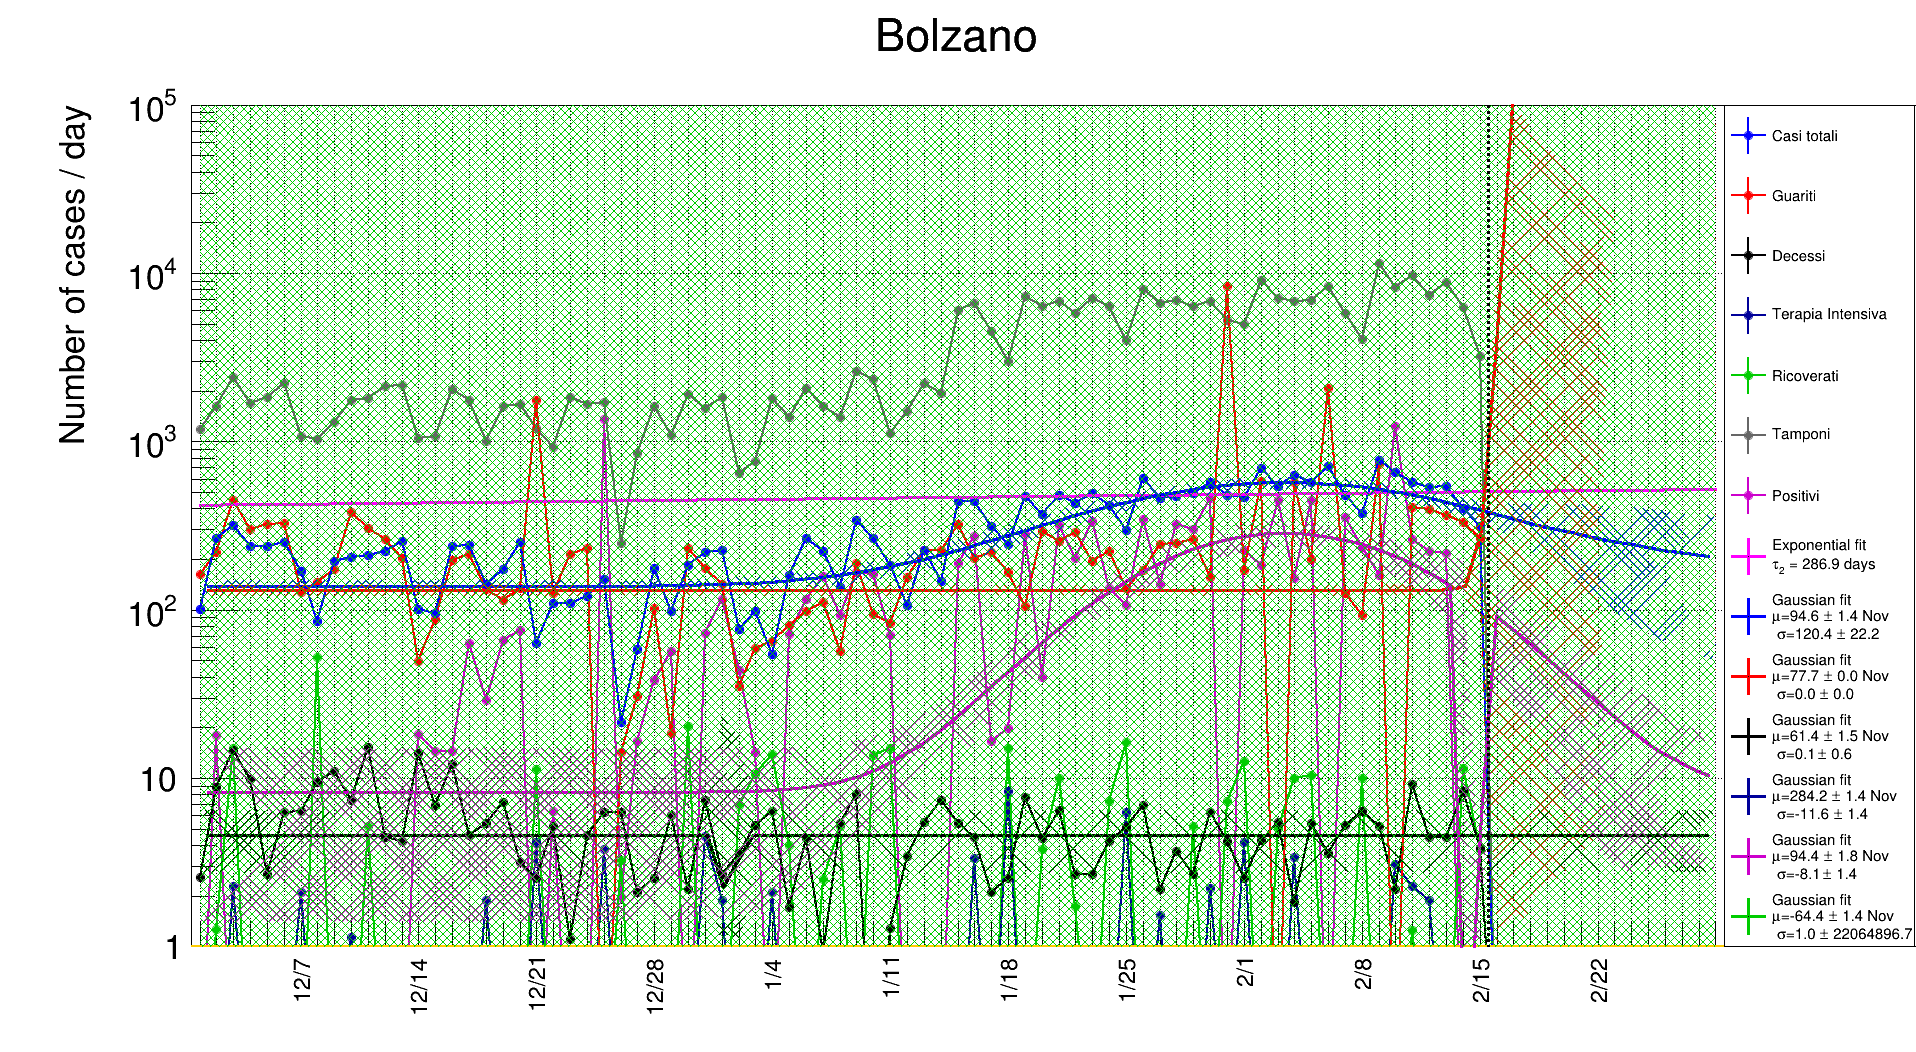 Bolzano
Number of cases / day
10^5
10^4
10^3
10^2
10
1
12/7
12/14
12/21
12/28
1/4
1/11
1/18
1/25
2/1
2/8
2/15
2/22
Casi totali
Guariti
Decessi
Terapia Intensiva
Ricoverati
Tamponi
Positivi
Exponential fit
τ2 = 286.9 days
Gaussian fit
μ=94.6 ± 1.4 Nov
σ=120.4 ± 22.2
Gaussian fit
μ=77.7 ± 0.0 Nov
σ=0.0 ± 0.0
Gaussian fit
μ=61.4 ± 1.5 Nov
σ=0.1 ± 0.6
Gaussian fit
μ=284.2 ± 1.4 Nov
σ=-11.6 ± 1.4
Gaussian fit
μ=94.4 ± 1.8 Nov
σ=-8.1 ± 1.4
Gaussian fit
μ=-64.4 ± 1.4 Nov
σ=1.0 ± 22064896.7